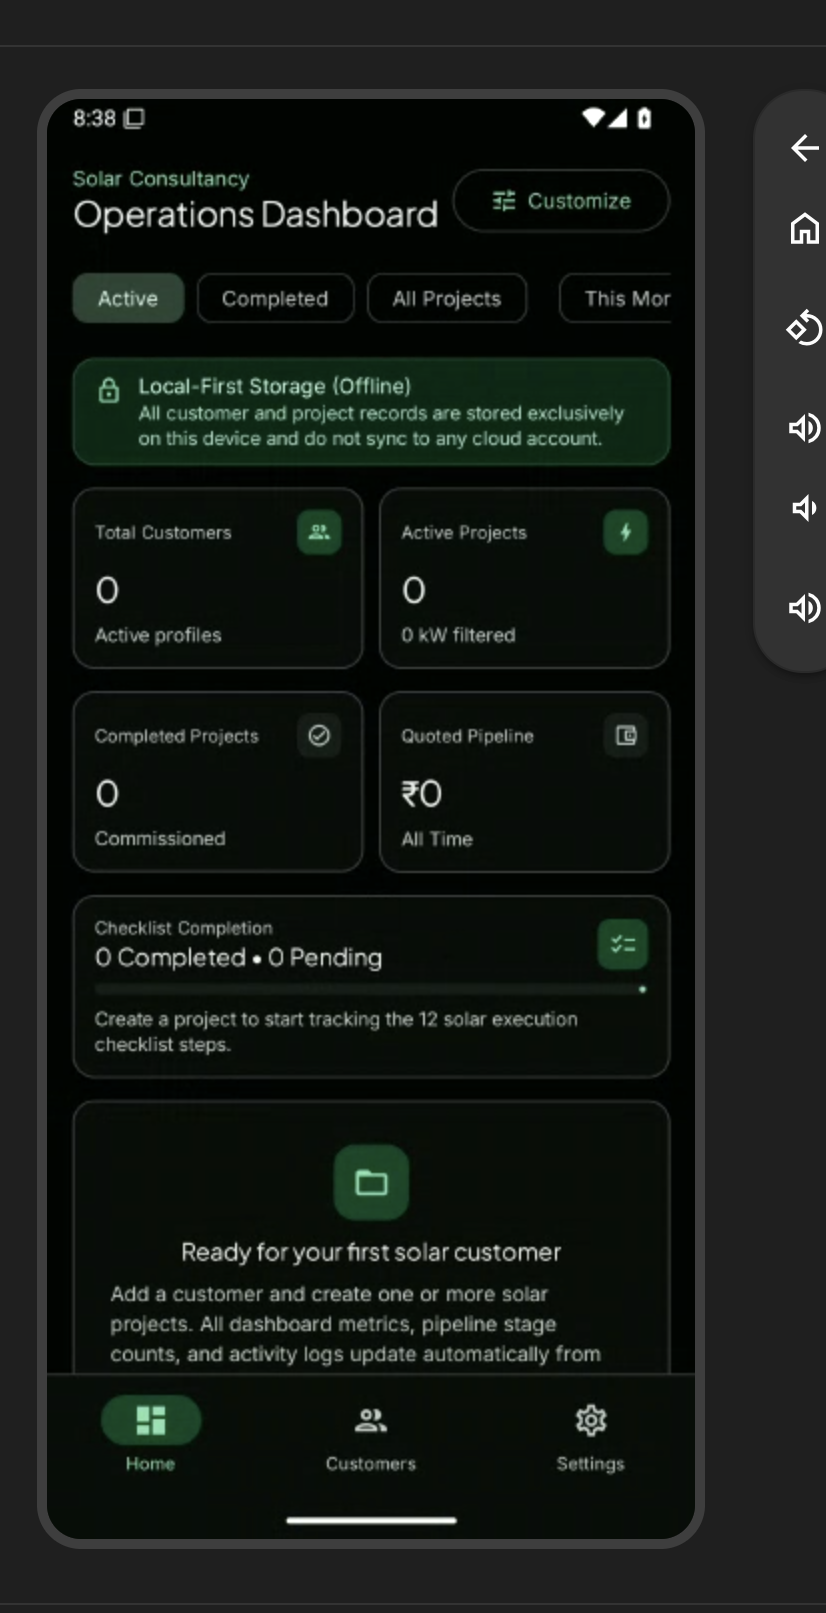 8:38
Solar Consultancy
Operations Dashboard
Customize
Active
Completed
All Projects
This Mor
Local-First Storage (Offline)
All customer and project records are stored exclusively
on this device and do not sync to any cloud account.
Total Customers
0
Active profiles
Active Projects
0
0 kW filtered
Completed Projects
0
Commissioned
Quoted Pipeline
₹0
All Time
Checklist Completion
0 Completed • 0 Pending
Create a project to start tracking the 12 solar execution
checklist steps.
Ready for your first solar customer
Add a customer and create one or more solar
projects. All dashboard metrics, pipeline stage
counts, and activity logs update automatically from
Home
Customers
Settings